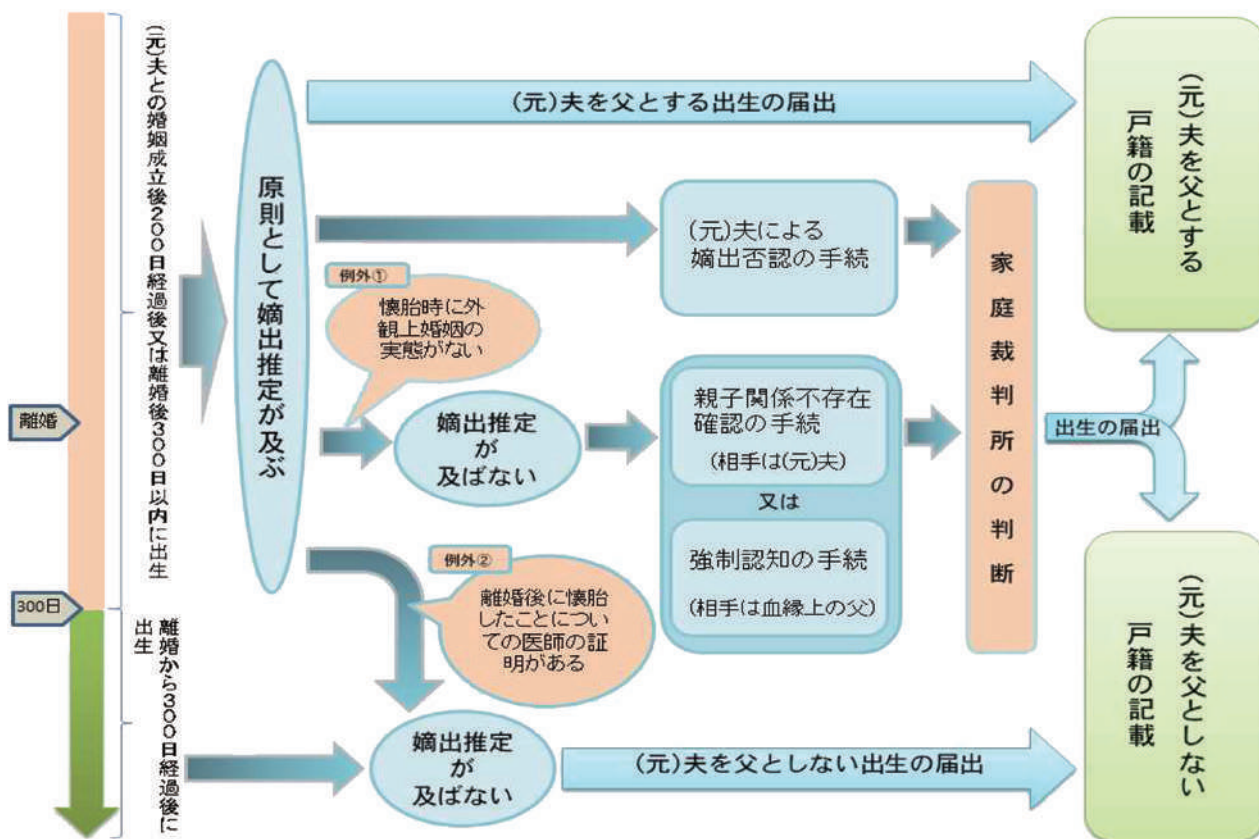 離婚
300日
(元)夫との婚姻成立後200日経過後又は離婚後300日以内に出生
離婚から300日経過後に
出生
原則として嫡出推定が及ぶ
(元)夫を父とする出生の届出
(元)夫による
嫡出否認の手続
例外①
懐胎時に外
観上婚姻の
実態がない
嫡出推定
が
及ばない
親子関係不存在
確認の手続
(相手は(元)夫)
又は
強制認知の手続
(相手は血縁上の父)
例外②
離婚後に懐胎
したことについ
ての医師の証
明がある
嫡出推定
が
及ばない
(元)夫を父としない出生の届出
家庭裁判所の判断
出生の届出
(元)夫を父とする
戸籍の記載
(元)夫を父としない
戸籍の記載